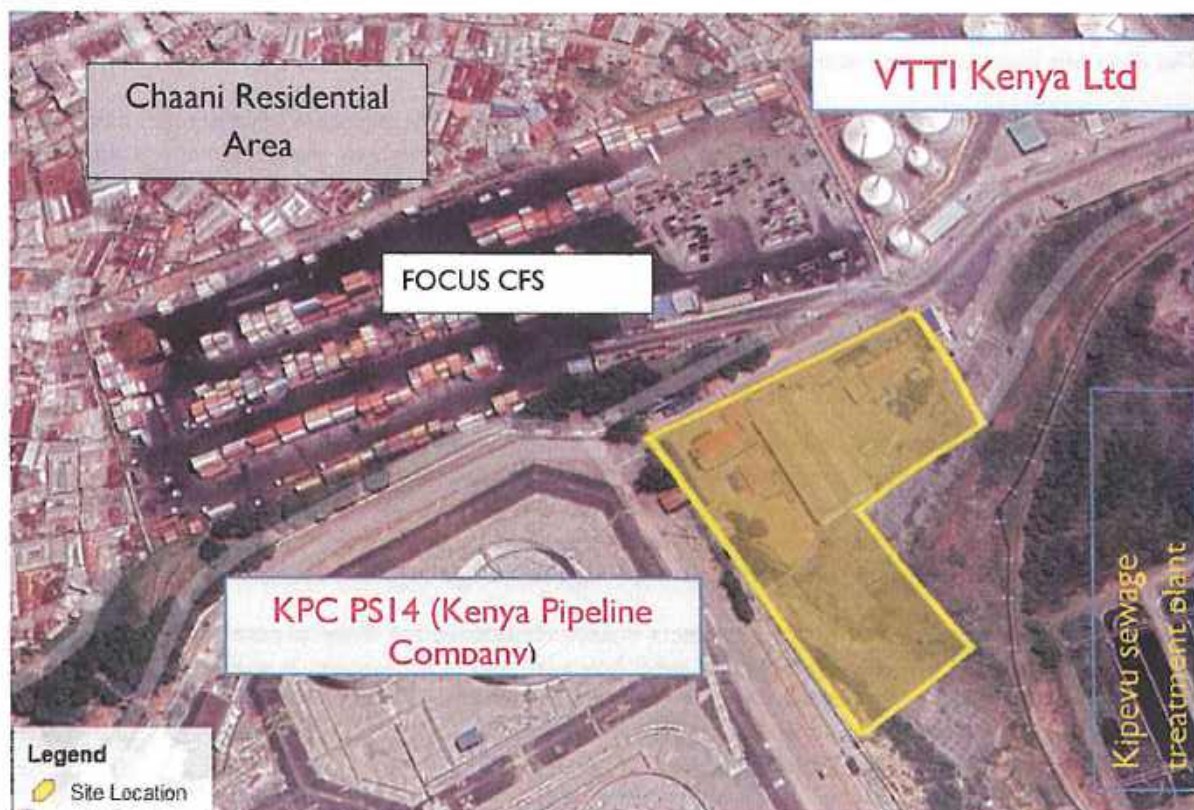 Chaani Residential
Area
VTTI Kenya Ltd
FOCUS CFS
KPC PS14 (Kenya Pipeline
Company)
Kipevu sewage
treatment plant
Legend
Site Location